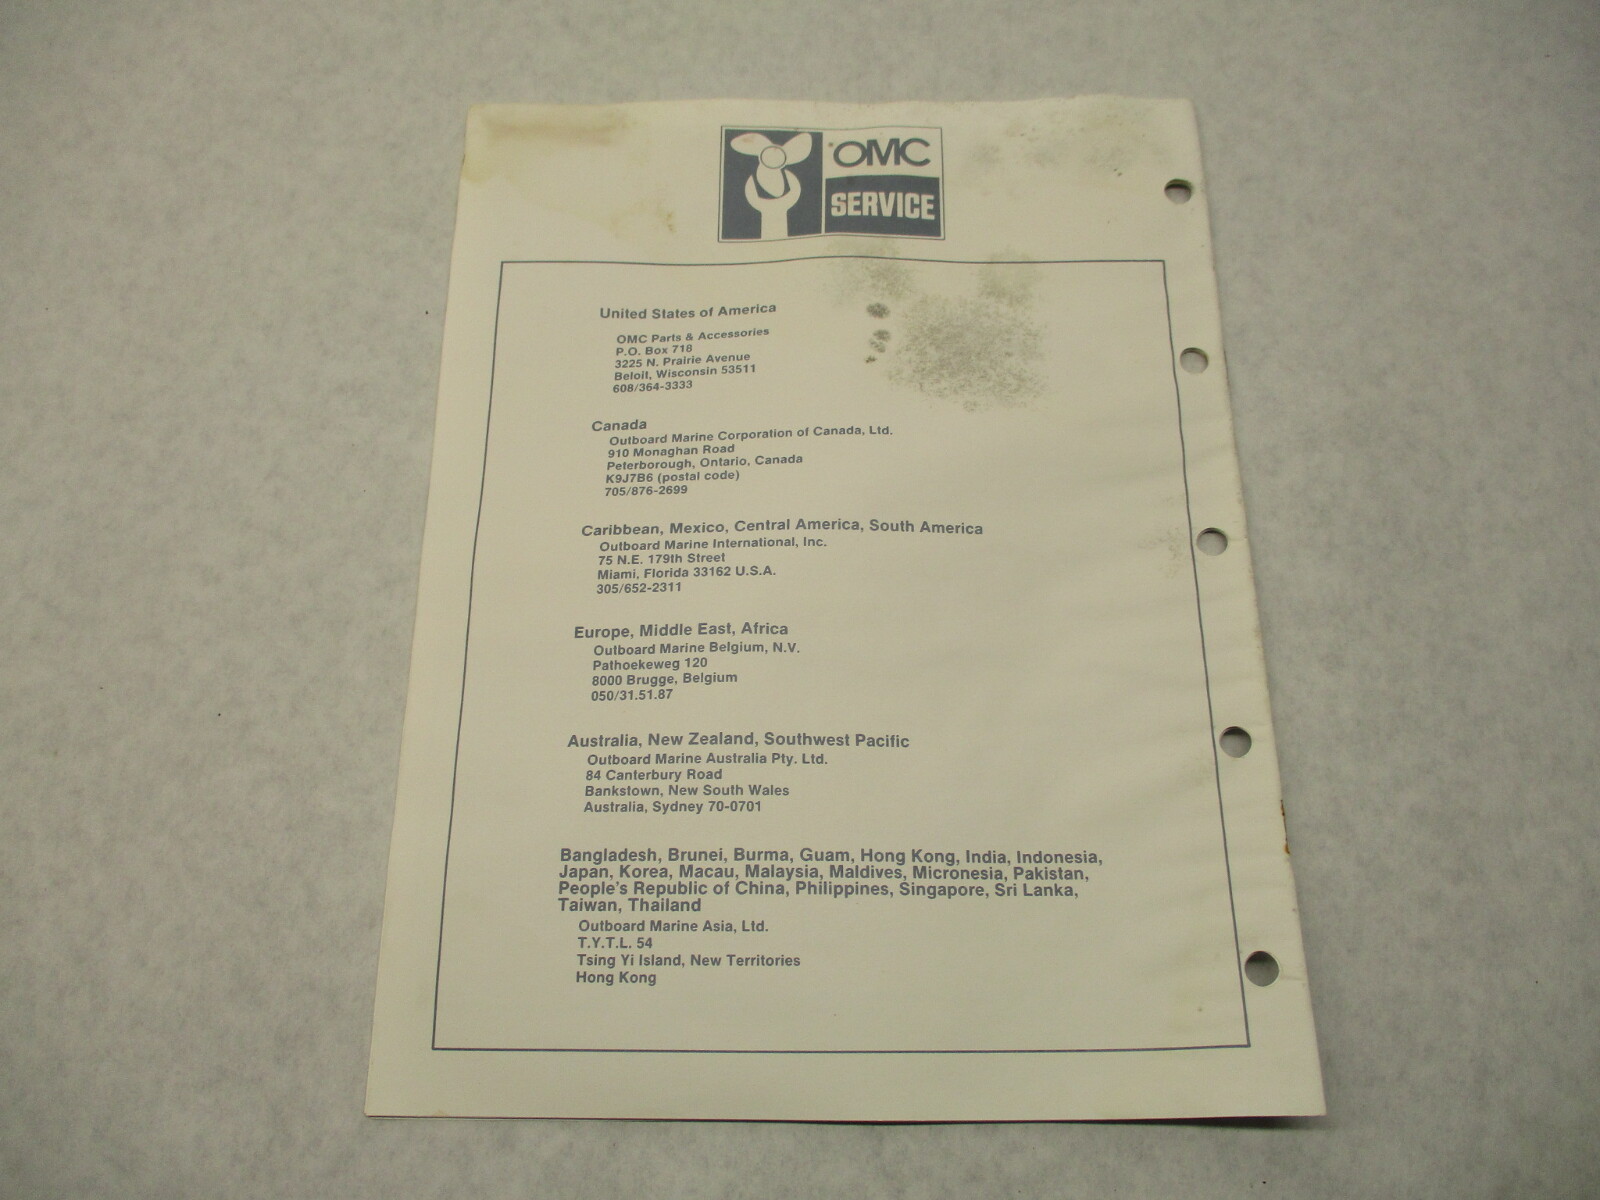 OMC
SERVICE
United States of America
OMC Parts & Accessories
P.O. Box 718
3225 N. Prairie Avenue
Beloit, Wisconsin 53511
608/364-3333
Canada
Outboard Marine Corporation of Canada, Ltd.
910 Monaghan Road
Peterborough, Ontario, Canada
K9J7B6 (postal code)
705/876-2699
Caribbean, Mexico, Central America, South America
Outboard Marine International, Inc.
75 N.E. 179th Street
Miami, Florida 33162 U.S.A.
305/652-2311
Europe, Middle East, Africa
Outboard Marine Belgium, N.V.
Pathoekeweg 120
8000 Brugge, Belgium
050/31.51.87
Australia, New Zealand, Southwest Pacific
Outboard Marine Australia Pty. Ltd.
84 Canterbury Road
Bankstown, New South Wales
Australia, Sydney 70-0701
Bangladesh, Brunei, Burma, Guam, Hong Kong, India, Indonesia,
Japan, Korea, Macau, Malaysia, Maldives, Micronesia, Pakistan,
People's Republic of China, Philippines, Singapore, Sri Lanka,
Taiwan, Thailand
Outboard Marine Asia, Ltd.
T.Y.T.L. 54
Tsing Yi Island, New Territories
Hong Kong